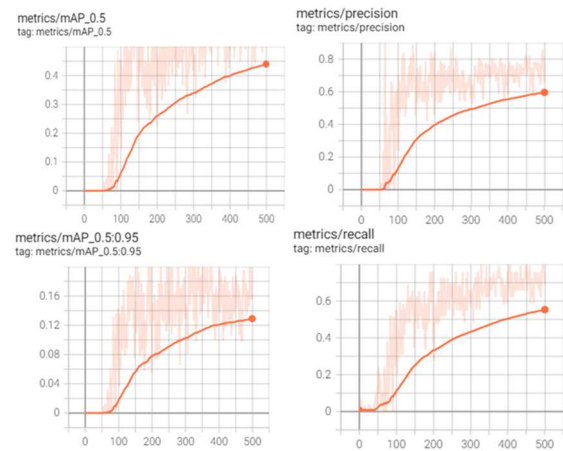 metrics/mAP_0.5
tag: metrics/mAP_0.5
0.4
0.3
0.2
0.1
0
0 100 200 300 400 500
metrics/precision
tag: metrics/precision
0.8
0.6
0.4
0.2
0
0 100 200 300 400 500
metrics/mAP_0.5:0.95
tag: metrics/mAP_0.5:0.95
0.16
0.12
0.08
0.04
0
0 100 200 300 400 500
metrics/recall
tag: metrics/recall
0.6
0.4
0.2
0
0 100 200 300 400 500